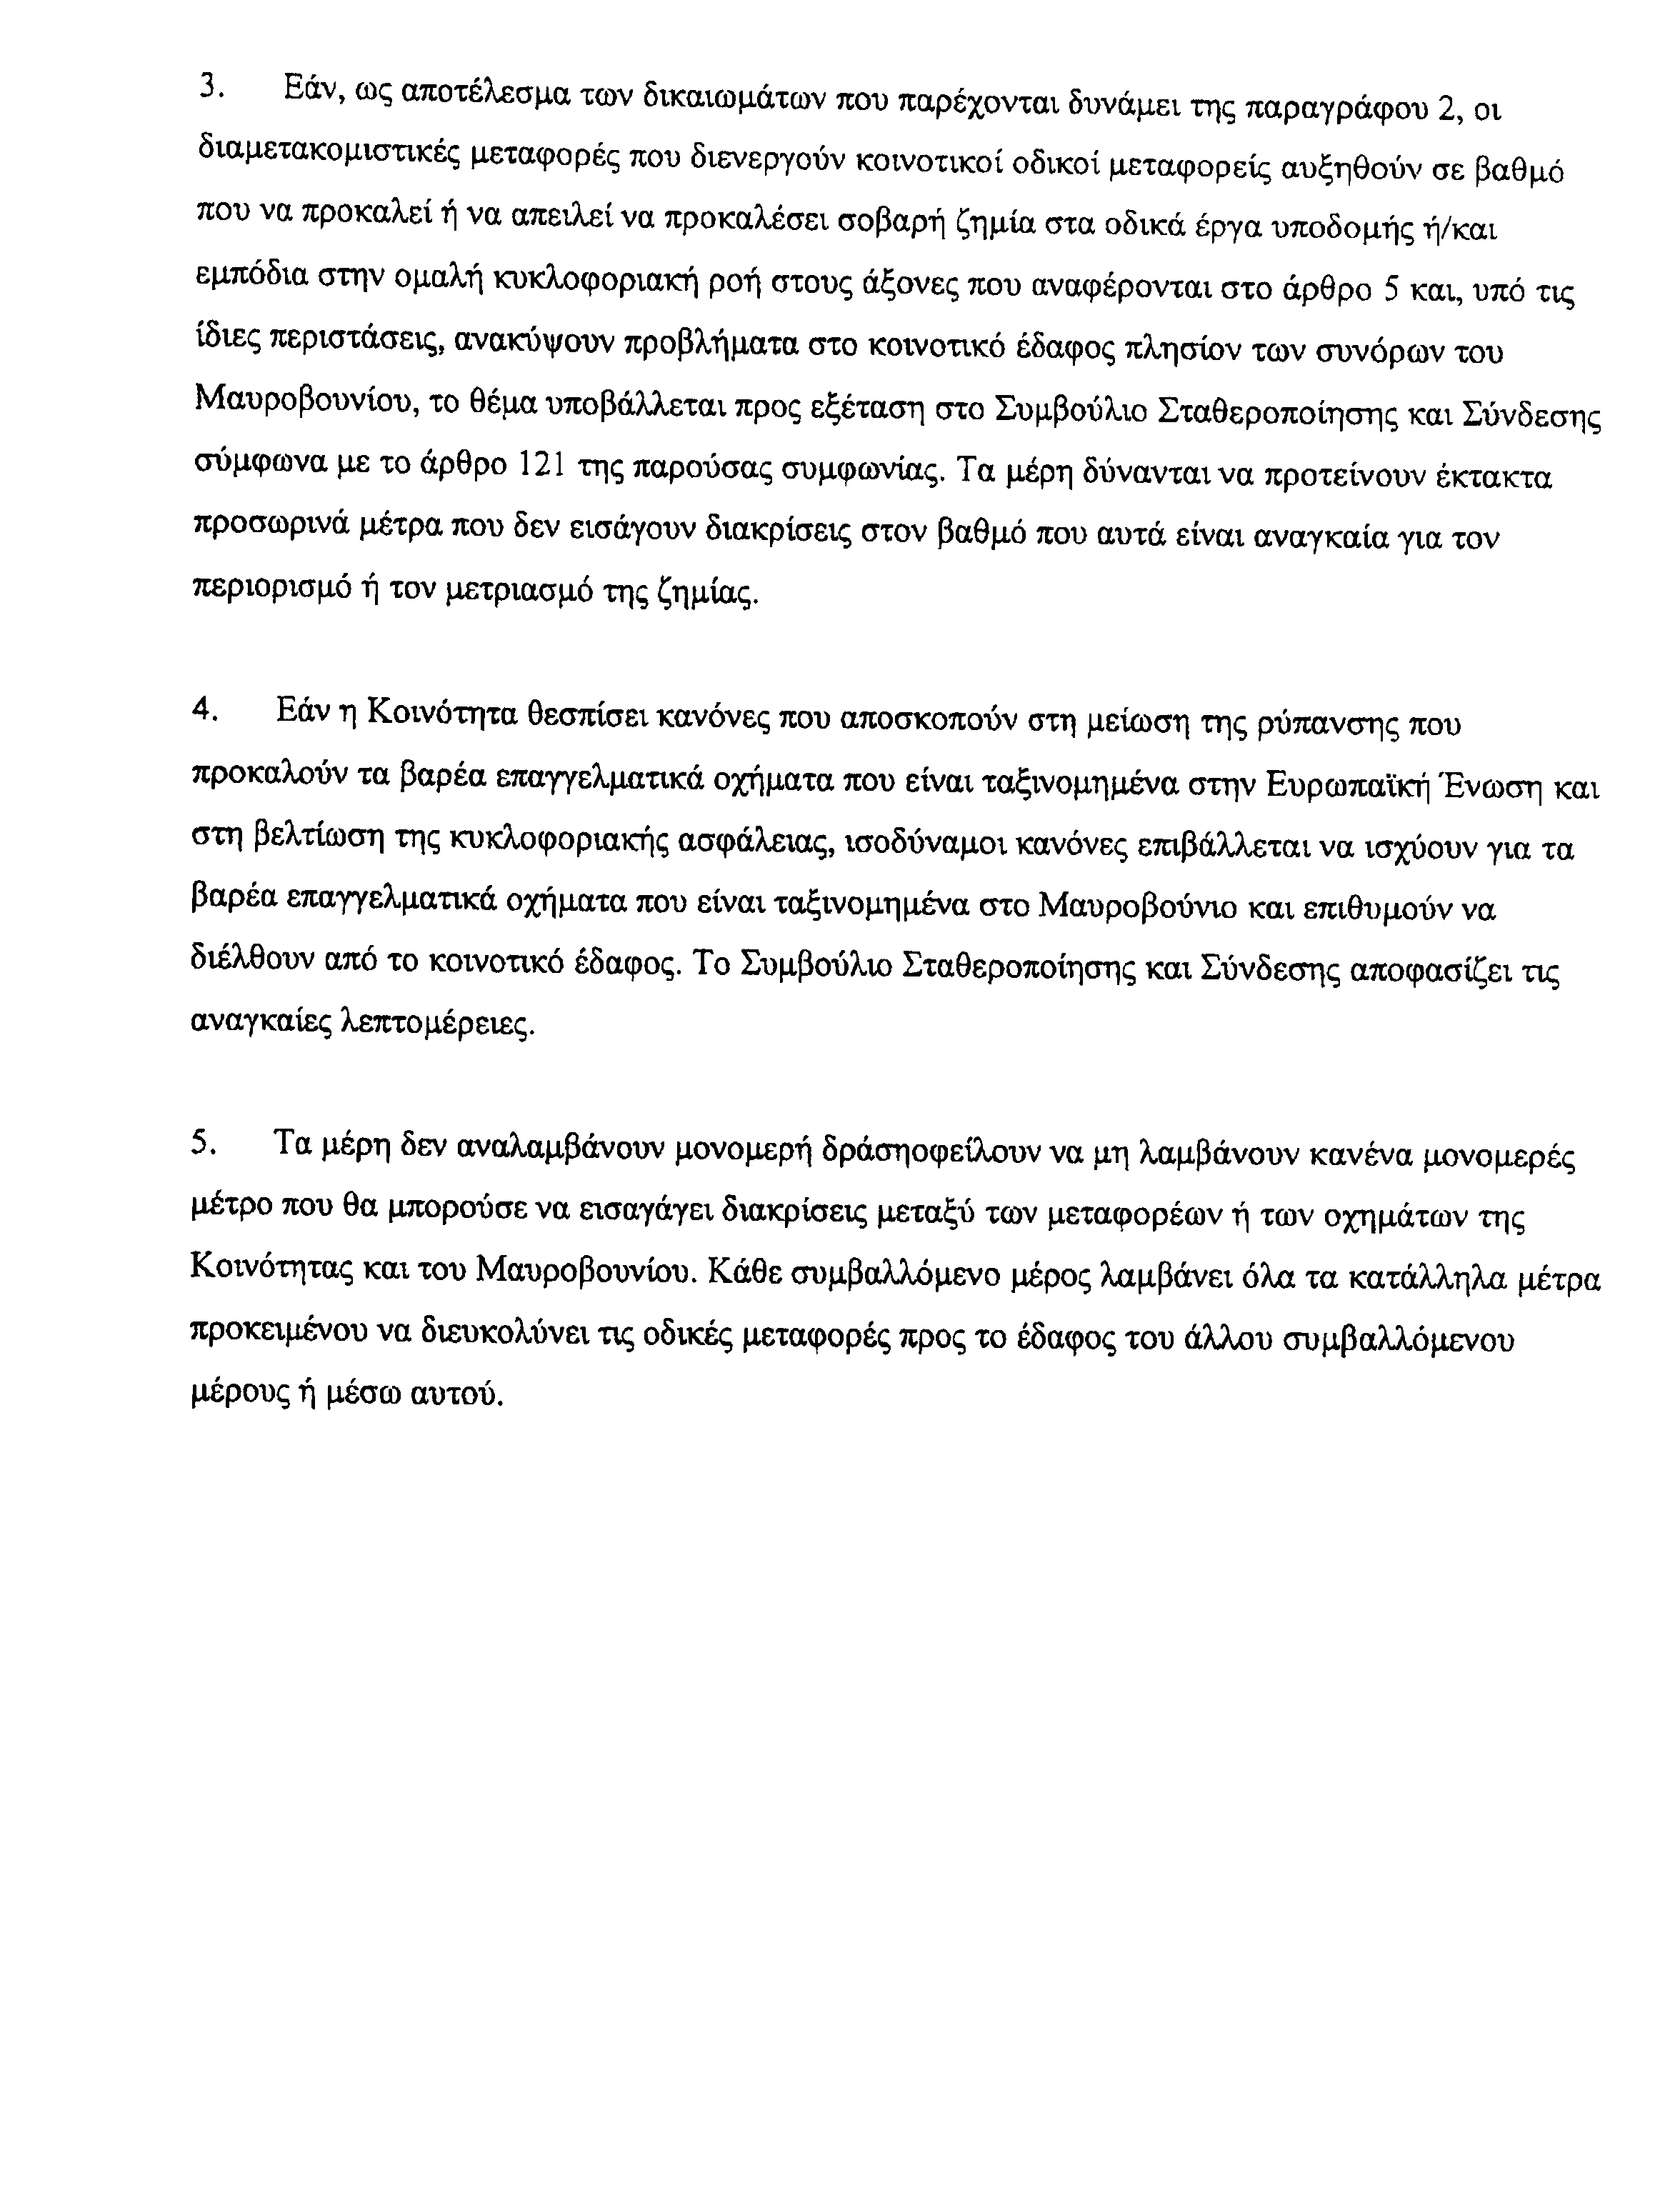 3. Εάν, ως αποτέλεσμα των δικαιωμάτων που παρέχονται δυνάμει της παραγράφου 2, οι
διαμετακομιστικές μεταφορές που διενεργούν κοινοτικοί οδικοί μεταφορείς αυξηθούν σε βαθμό
που να προκαλεί ή να απειλεί να προκαλέσει σοβαρή ζημία στα οδικά έργα υποδομής ή/και
εμπόδια στην ομαλή κυκλοφοριακή ροή στους άξονες που αναφέρονται στο άρθρο 5 και, υπό τις
ίδιες περιστάσεις, ανακύψουν προβλήματα στο κοινοτικό έδαφος πλησίον των συνόρων του
Μαυροβουνίου, το θέμα υποβάλλεται προς εξέταση στο Συμβούλιο Σταθεροποίησης και Σύνδεσης
σύμφωνα με το άρθρο 121 της παρούσας συμφωνίας. Τα μέρη δύνανται να προτείνουν έκτακτα
προσωρινά μέτρα που δεν εισάγουν διακρίσεις στον βαθμό που αυτά είναι αναγκαία για τον
περιορισμό ή τον μετριασμό της ζημίας.
4. Εάν η Κοινότητα θεσπίσει κανόνες που αποσκοπούν στη μείωση της ρύπανσης που
προκαλούν τα βαρέα επαγγελματικά οχήματα που είναι ταξινομημένα στην Ευρωπαϊκή Ένωση και
στη βελτίωση της κυκλοφοριακής ασφάλειας, ισοδύναμοι κανόνες επιβάλλεται να ισχύουν για τα
βαρέα επαγγελματικά οχήματα που είναι ταξινομημένα στο Μαυροβούνιο και επιθυμούν να
διέλθουν από το κοινοτικό έδαφος. Το Συμβούλιο Σταθεροποίησης και Σύνδεσης αποφασίζει τις
αναγκαίες λεπτομέρειες.
5. Τα μέρη δεν αναλαμβάνουν μονομερή δράσηοφείλουν να μη λαμβάνουν κανένα μονομερές
μέτρο που θα μπορούσε να εισαγάγει διακρίσεις μεταξύ των μεταφορέων ή των οχημάτων της
Κοινότητας και του Μαυροβουνίου. Κάθε συμβαλλόμενο μέρος λαμβάνει όλα τα κατάλληλα μέτρα
προκειμένου να διευκολύνει τις οδικές μεταφορές προς το έδαφος του άλλου συμβαλλόμενου
μέρους ή μέσω αυτού.